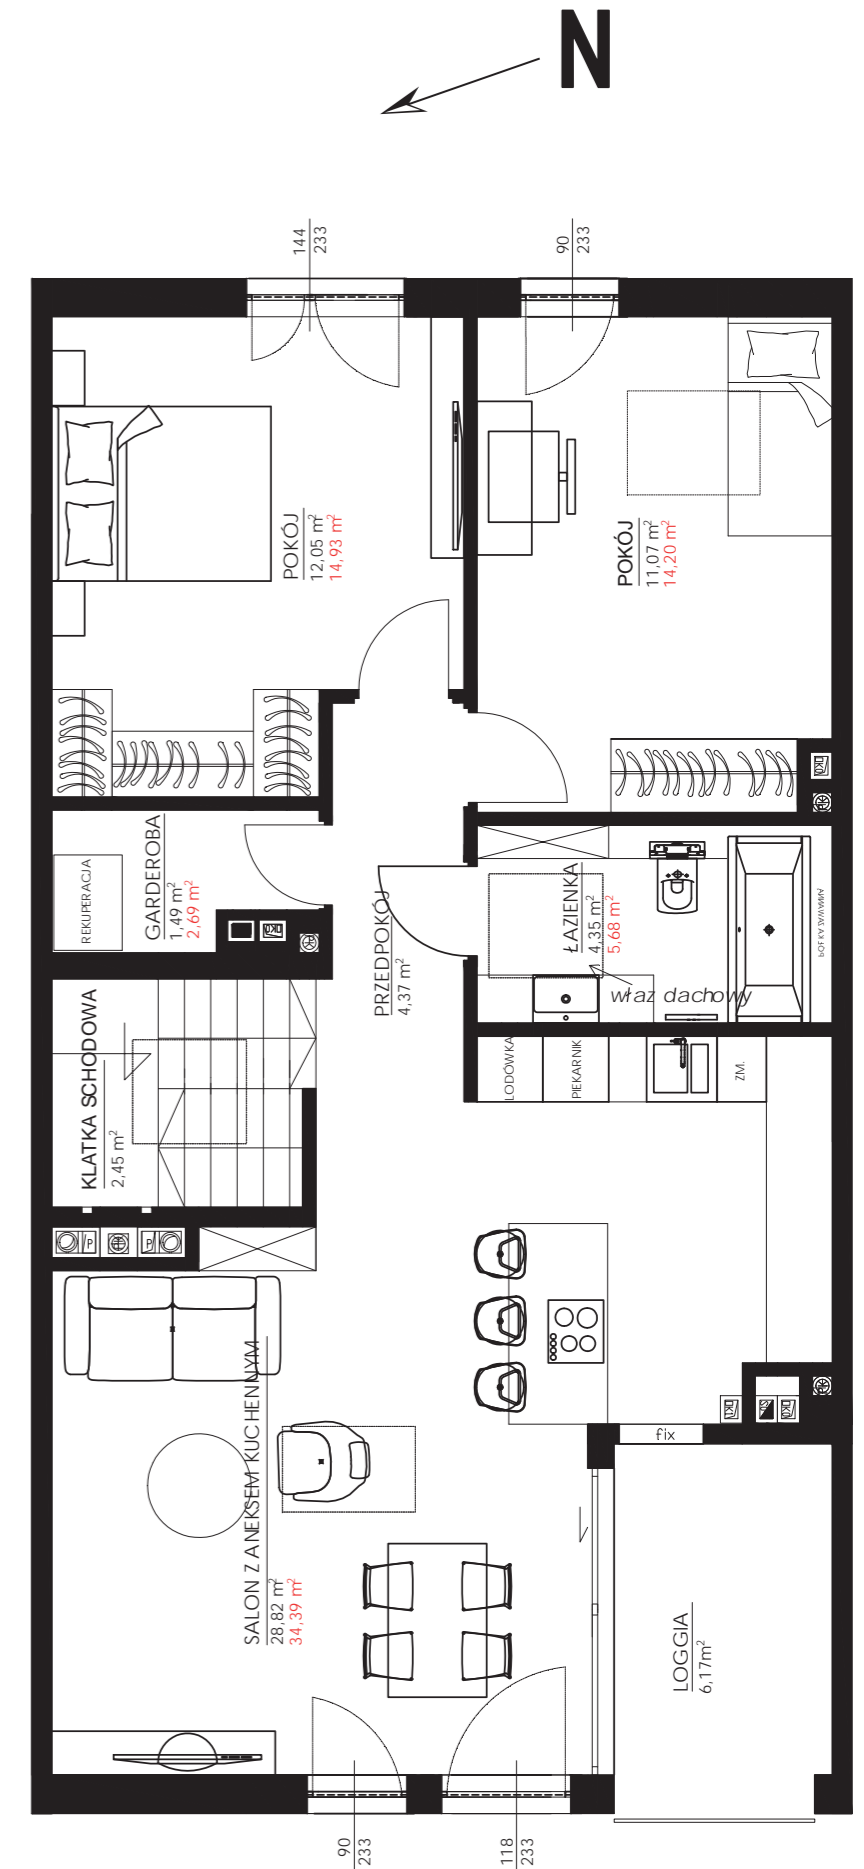 N
144
233
90
233
POKÓJ
12,05 m²
14,93 m²
POKÓJ
11,07 m²
14,20 m²
GARDEROBA
1,49 m²
2,69 m²
REKUPERACJA
PRZEDPOKÓJ
4,37 m²
ŁAZIENKA
4,35 m²
5,68 m²
właz dachowy
KLATKA SCHODOWA
2,45 m²
LODÓWKA
PIEKARNIK
ZM.
P
P
SALON Z ANEKSEM KUCHENNYM
28,82 m²
34,39 m²
fix
LOGGIA
6,17m²
90
233
118
233